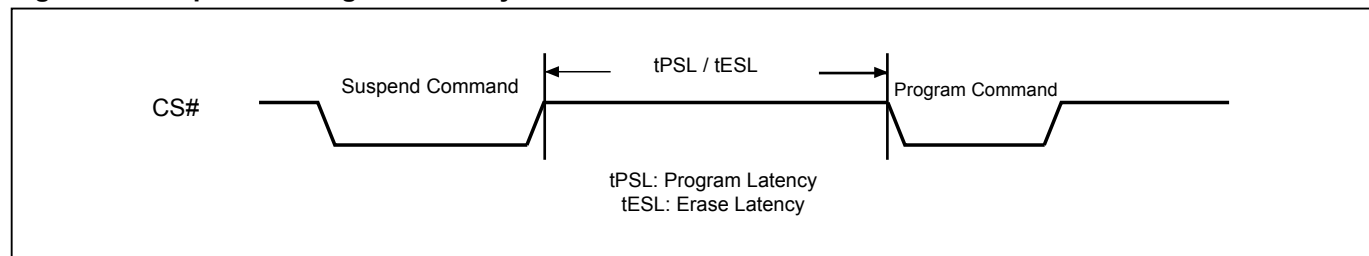 tPSL / tESL
Suspend Command
Program Command
CS#
tPSL: Program Latency
tESL: Erase Latency